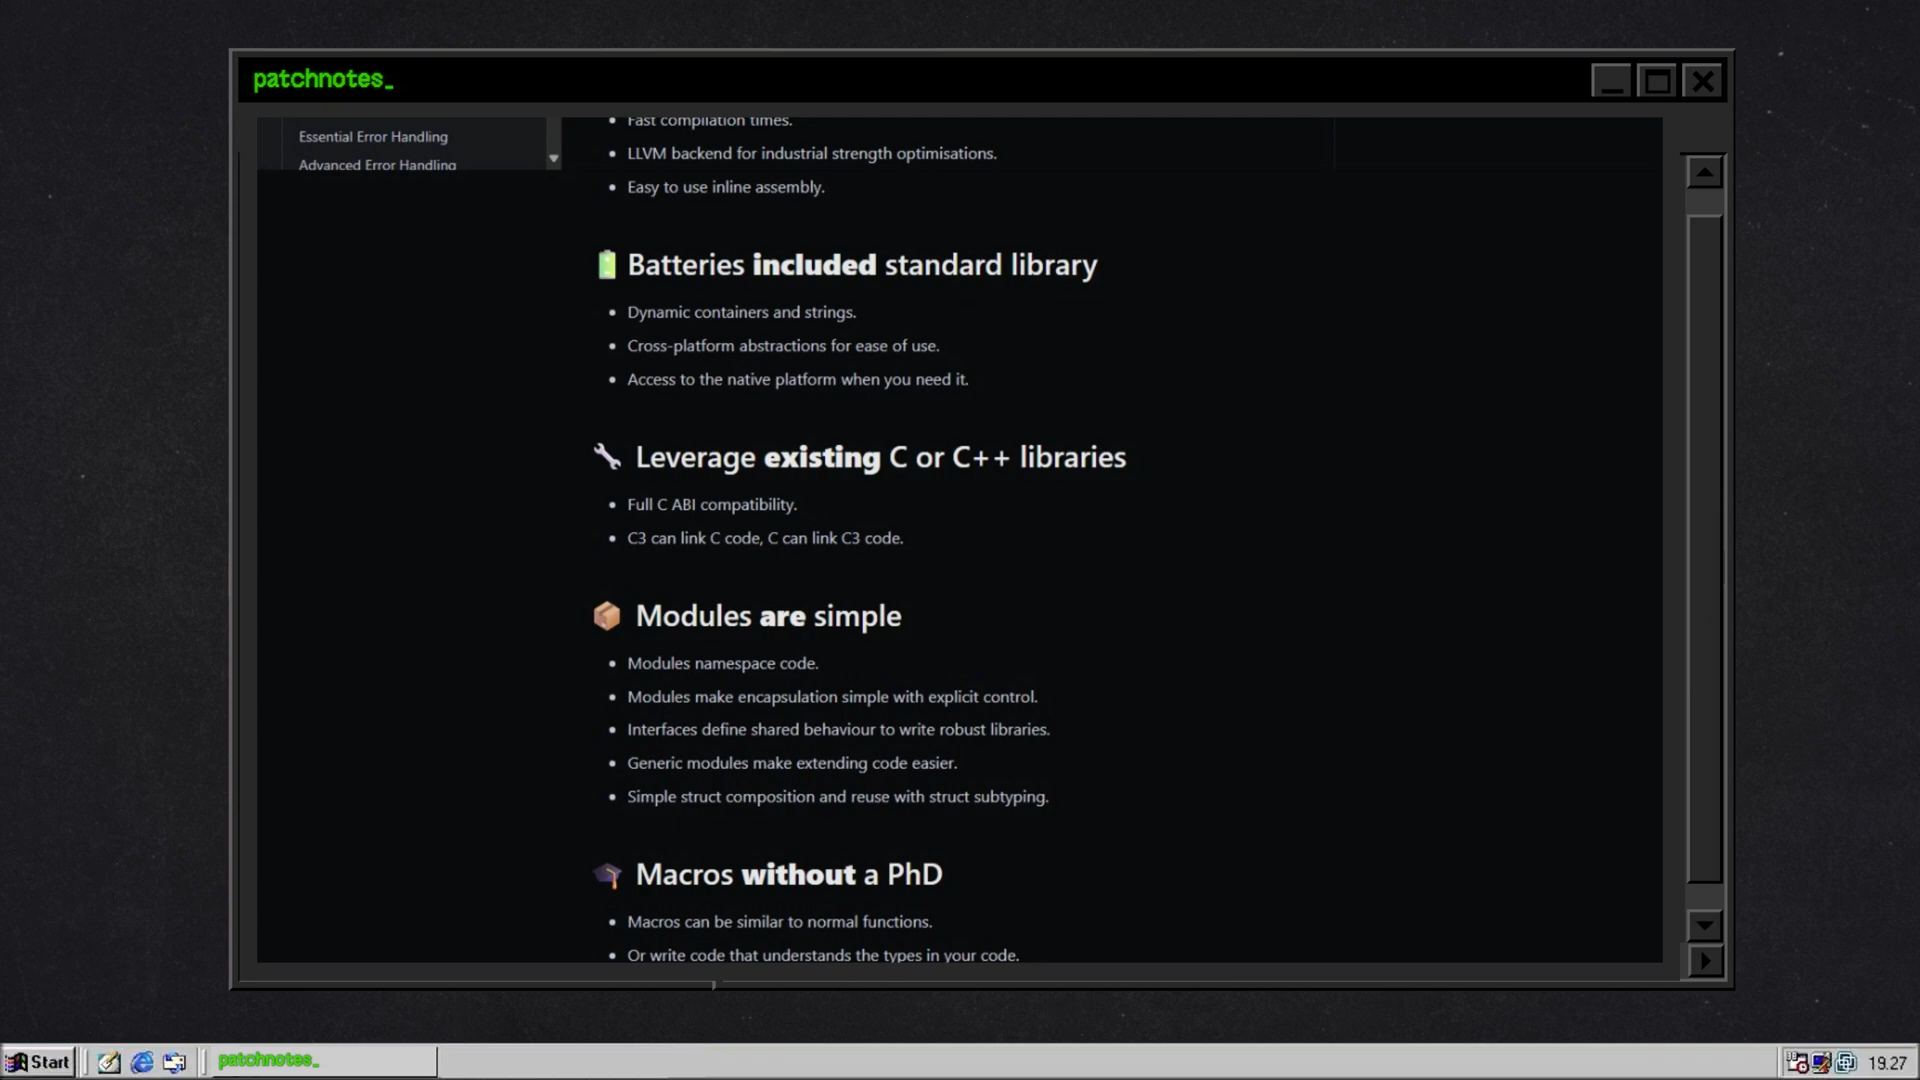 patchnotes_
Essential Error Handling
Advanced Error Handling
Fast compilation times.
LLVM backend for industrial strength optimisations.
Easy to use inline assembly.
Batteries included standard library
Dynamic containers and strings.
Cross-platform abstractions for ease of use.
Access to the native platform when you need it.
Leverage existing C or C++ libraries
Full C ABI compatibility.
C3 can link C code, C can link C3 code.
Modules are simple
Modules namespace code.
Modules make encapsulation simple with explicit control.
Interfaces define shared behaviour to write robust libraries.
Generic modules make extending code easier.
Simple struct composition and reuse with struct subtyping.
Macros without a PhD
Macros can be similar to normal functions.
Or write code that understands the types in your code.
Start
patchnotes_
19.27